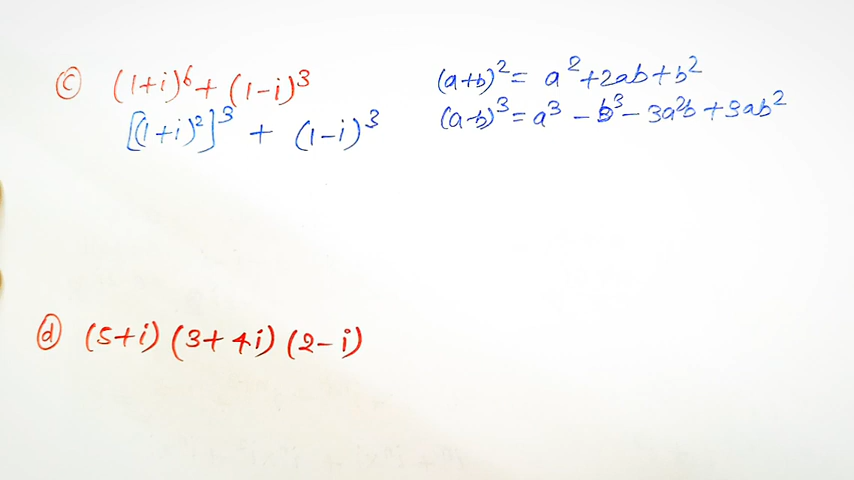 ⓒ (1+i)⁶ + (1-i)³
[(1+i)²]³ + (1-i)³
(a+b)² = a² + 2ab + b²
(a-b)³ = a³ - b³ - 3a²b + 3ab²
ⓓ (5+i) (3+4i) (2-i)